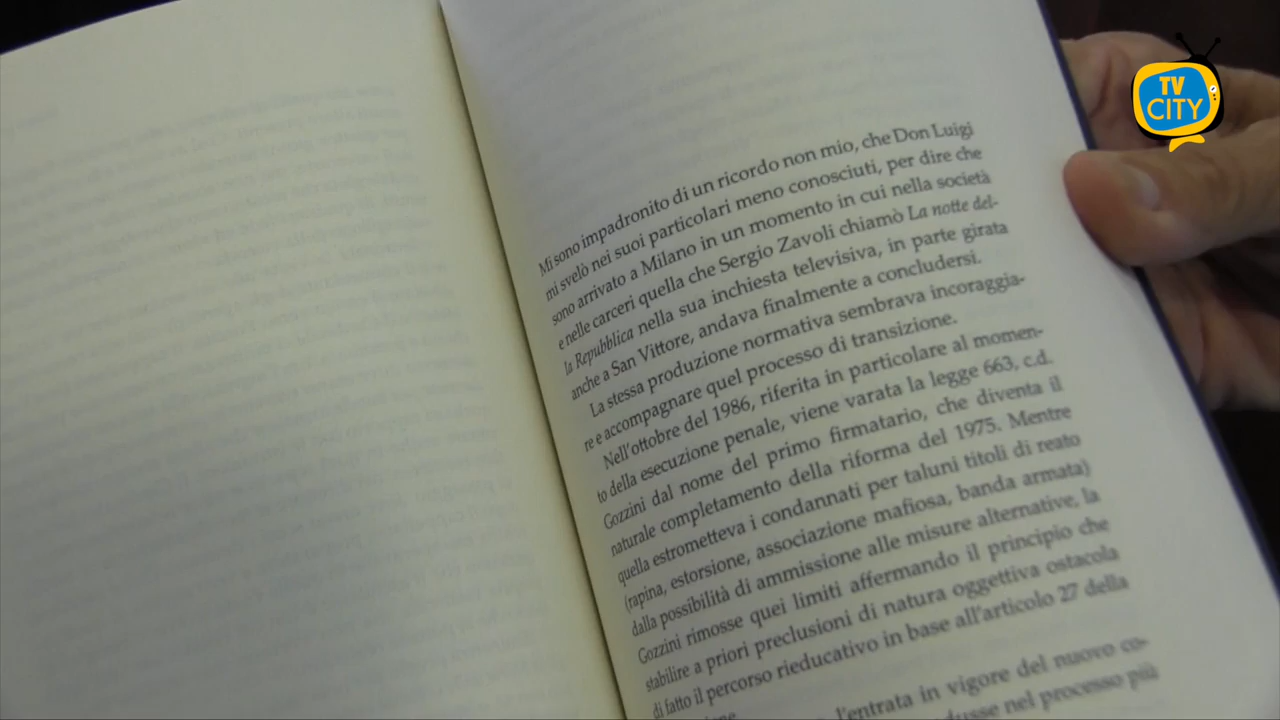 TV
CITY
Mi sono impadronito di un ricordo non mio, che Don Luigi
mi svelò nei suoi particolari meno conosciuti, per dire che
sono arrivato a Milano in un momento in cui nella società
e nelle carceri quella che Sergio Zavoli chiamò La notte del-
la Repubblica nella sua inchiesta televisiva, in parte girata
anche a San Vittore, andava finalmente a concludersi.
La stessa produzione normativa sembrava incoraggia-
re e accompagnare quel processo di transizione.
Nell'ottobre del 1986, riferita in particolare al momen-
to della esecuzione penale, viene varata la legge 663, c.d.
Gozzini dal nome del primo firmatario, che diventa il
naturale completamento della riforma del 1975. Mentre
quella estrometteva i condannati per taluni titoli di reato
(rapina, estorsione, associazione mafiosa, banda armata)
dalla possibilità di ammissione alle misure alternative, la
Gozzini rimosse quei limiti affermando il principio che
stabilire a priori preclusioni di natura oggettiva ostacola
di fatto il percorso rieducativo in base all'articolo 27 della
l'entrata in vigore del nuovo co-
nel processo più